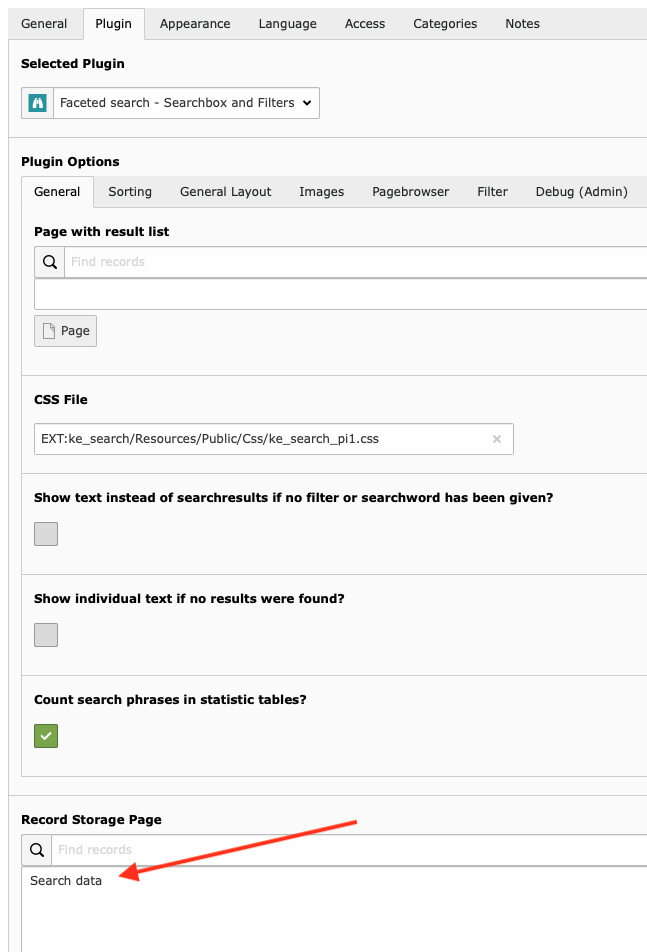 General Plugin Appearance Language Access Categories Notes
Selected Plugin
Faceted search - Searchbox and Filters
Plugin Options
General Sorting General Layout Images Pagebrowser Filter Debug (Admin)
Page with result list
Find records
Page
CSS File
EXT:ke_search/Resources/Public/Css/ke_search_pi1.css
Show text instead of searchresults if no filter or searchword has been given?
Show individual text if no results were found?
Count search phrases in statistic tables?
Record Storage Page
Find records
Search data